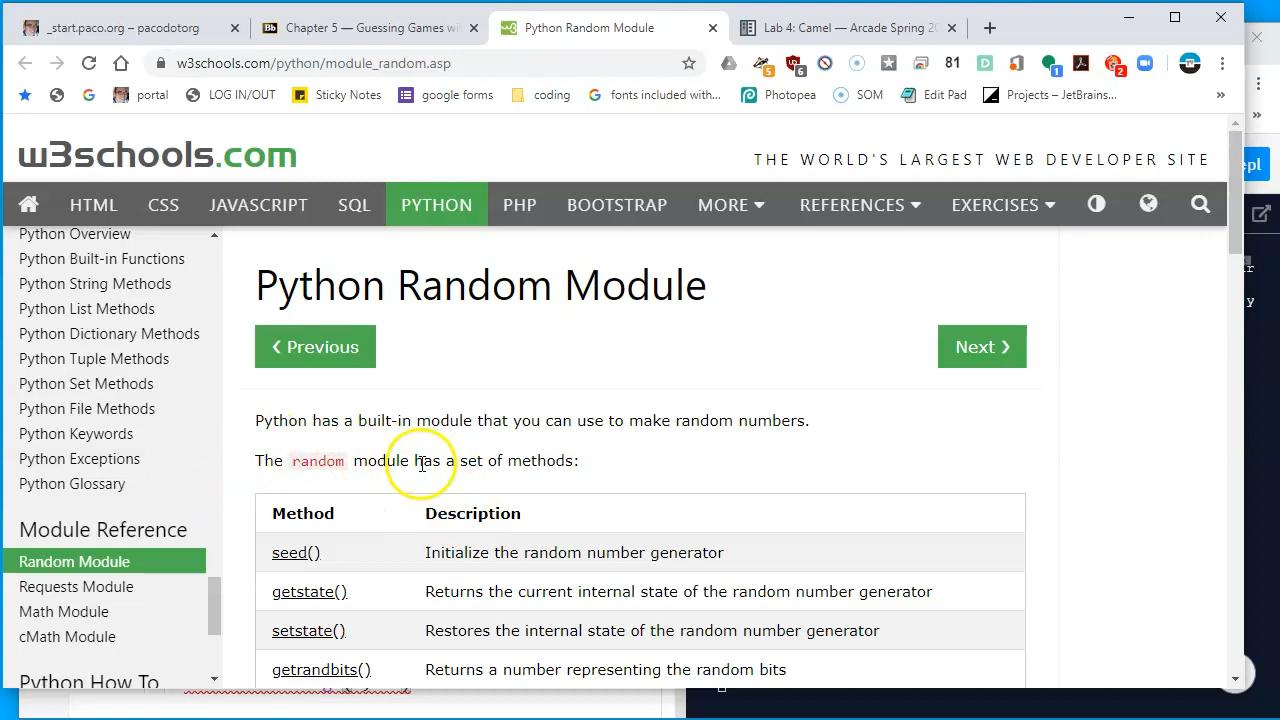 _start.paco.org – pacodotorg
Bb Chapter 5 — Guessing Games wi
Python Random Module
Lab 4: Camel — Arcade Spring 20
w3schools.com/python/module_random.asp
5
6
81
1
2
portal
LOG IN/OUT
Sticky Notes
google forms
coding
fonts included with...
Photopea
SOM
Edit Pad
Projects – JetBrains...
w3schools.com
THE WORLD'S LARGEST WEB DEVELOPER SITE
epl
HTML CSS JAVASCRIPT SQL PYTHON PHP BOOTSTRAP MORE REFERENCES EXERCISES
Python Overview
Python Built-in Functions
Python String Methods
Python List Methods
Python Dictionary Methods
Python Tuple Methods
Python Set Methods
Python File Methods
Python Keywords
Python Exceptions
Python Glossary
Module Reference
Random Module
Requests Module
Math Module
cMath Module
Python How To
Python Random Module
❮ Previous
Next ❯
Python has a built-in module that you can use to make random numbers.
The random module has a set of methods:
Method Description
seed() Initialize the random number generator
getstate() Returns the current internal state of the random number generator
setstate() Restores the internal state of the random number generator
getrandbits() Returns a number representing the random bits